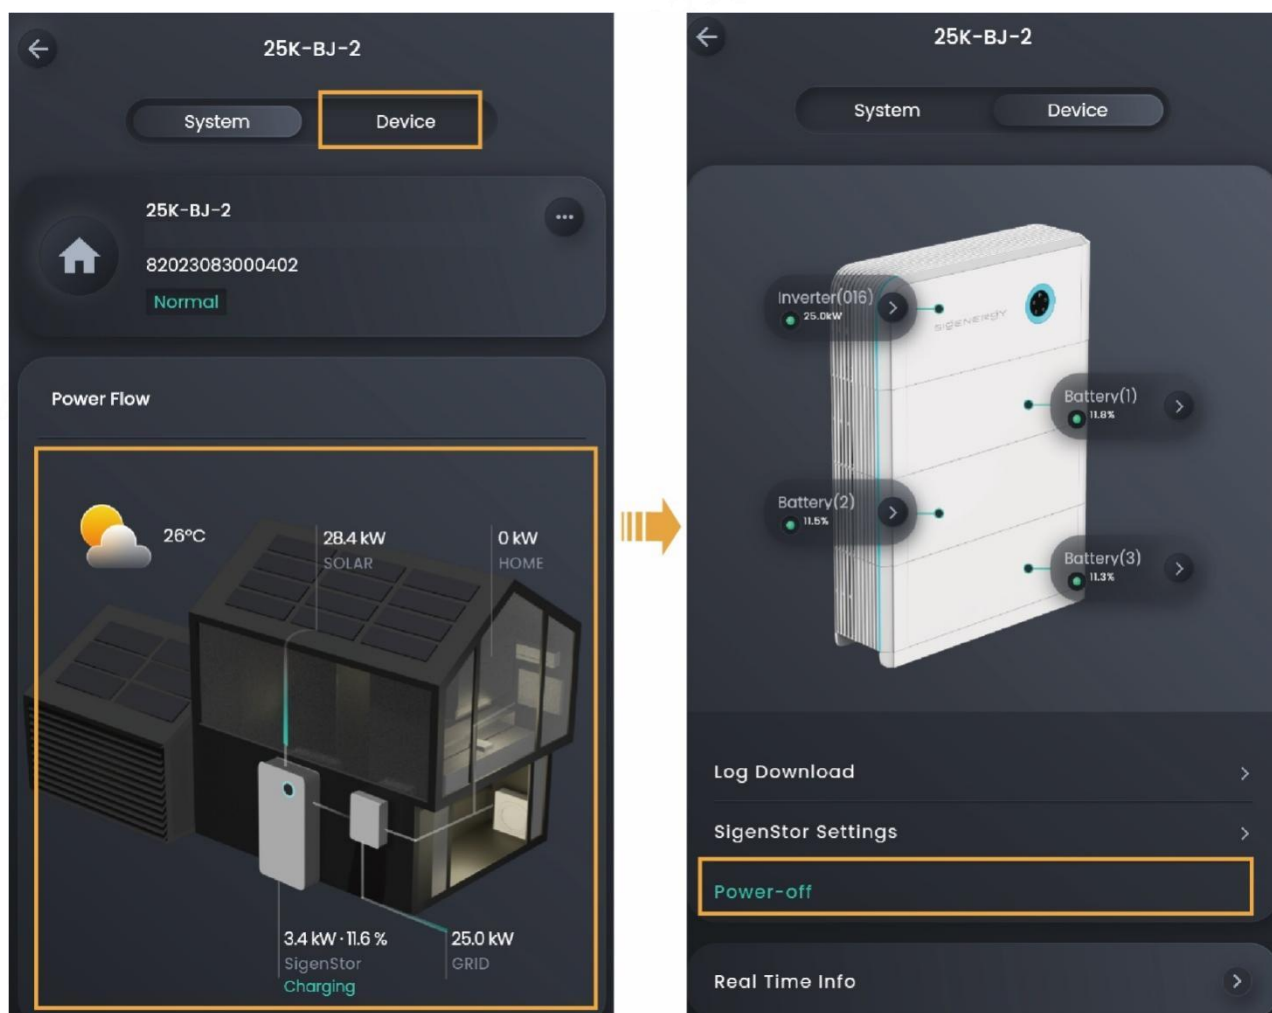 25K-BJ-2
System
Device
25K-BJ-2
82023083000402
Normal
Power Flow
26°C
28.4 kW
SOLAR
0 kW
HOME
3.4 kW · 11.6 %
SigenStor
Charging
25.0 kW
GRID
25K-BJ-2
System
Device
Inverter(016)
25.0kW
SIGENERGY
Battery(1)
11.8%
Battery(2)
11.5%
Battery(3)
11.3%
Log Download
SigenStor Settings
Power-off
Real Time Info